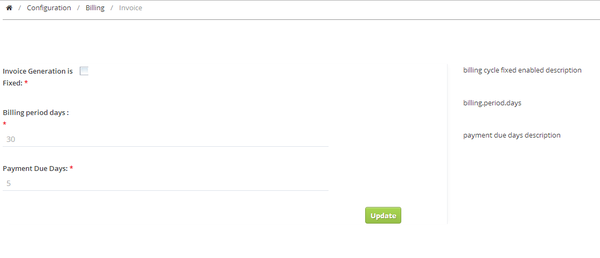 / Configuration / Billing / Invoice
Invoice Generation is
Fixed: *
billing cycle fixed enabled description
Billing period days :
*
billing.period.days
30
payment due days description
Payment Due Days: *
5
Update